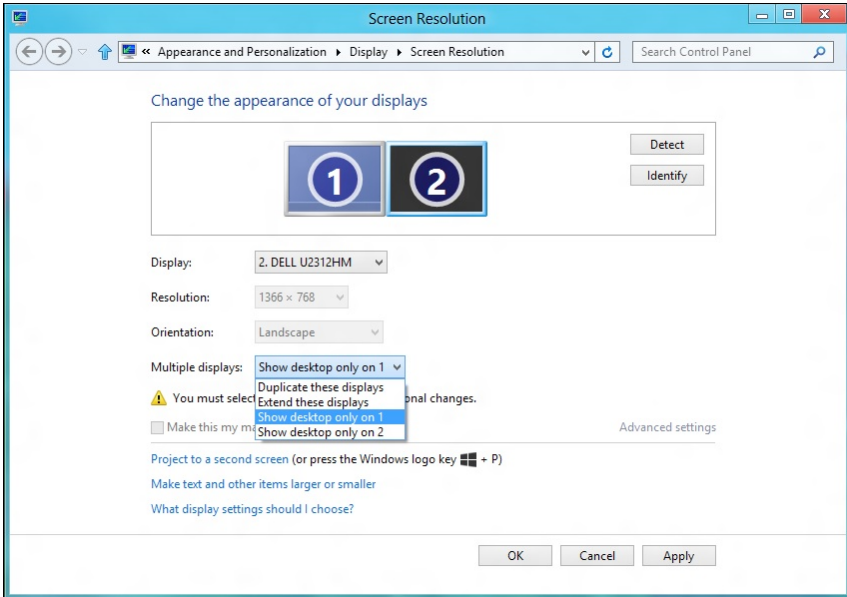 Screen Resolution
« Appearance and Personalization ▸ Display ▸ Screen Resolution
Search Control Panel
Change the appearance of your displays
1 2
Detect
Identify
Display: 2. DELL U2312HM
Resolution: 1366 × 768
Orientation: Landscape
Multiple displays: Show desktop only on 1
Duplicate these displays
You must selec onal changes.
Extend these displays
Show desktop only on 1
Make this my ma Advanced settings
Show desktop only on 2
Project to a second screen (or press the Windows logo key + P)
Make text and other items larger or smaller
What display settings should I choose?
OK Cancel Apply